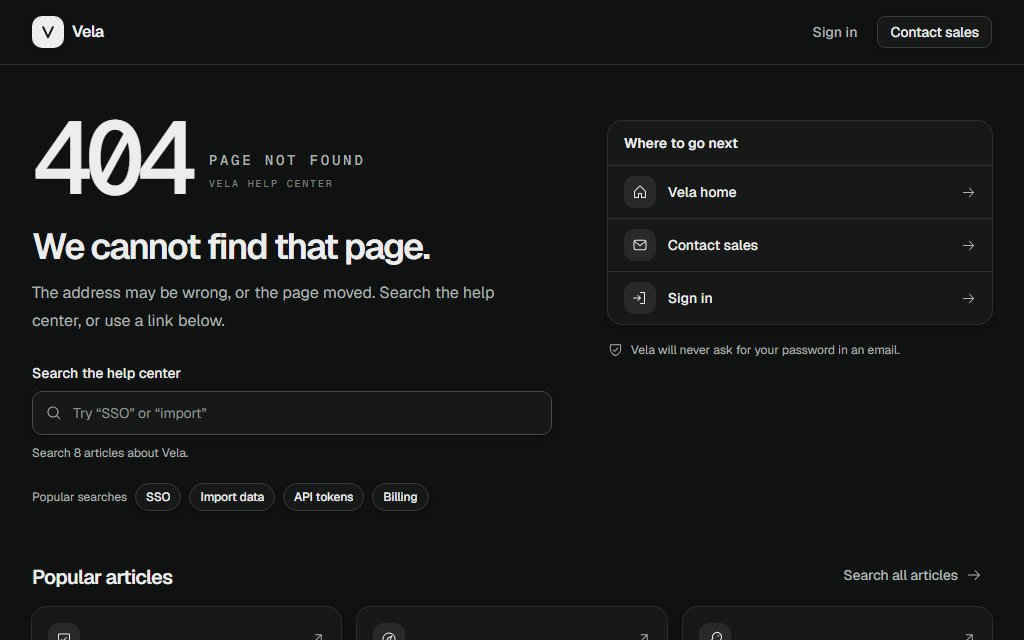 Vela
Sign in
Contact sales
404
PAGE NOT FOUND
VELA HELP CENTER
We cannot find that page.
The address may be wrong, or the page moved. Search the help
center, or use a link below.
Search the help center
Try “SSO” or “import”
Search 8 articles about Vela.
Popular searches
SSO
Import data
API tokens
Billing
Where to go next
Vela home
Contact sales
Sign in
Vela will never ask for your password in an email.
Popular articles
Search all articles